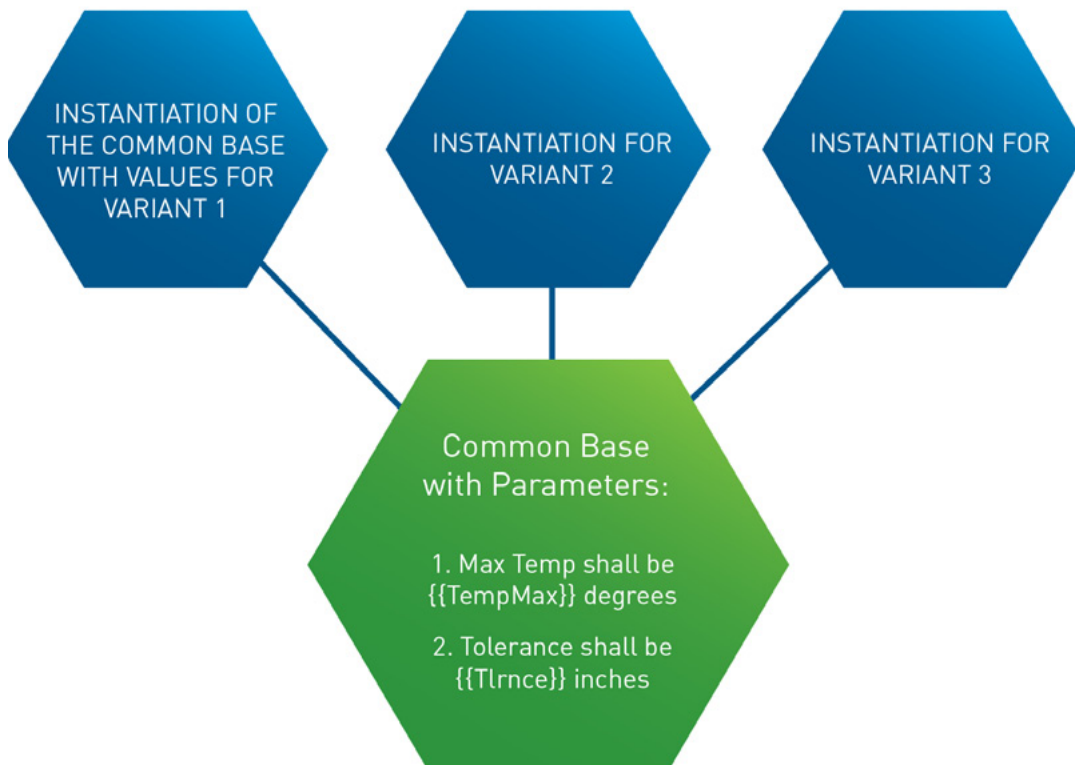 INSTANTIATION OF
THE COMMON BASE
WITH VALUES FOR
VARIANT 1
INSTANTIATION FOR
VARIANT 2
INSTANTIATION FOR
VARIANT 3
Common Base
with Parameters:
1. Max Temp shall be
{{TempMax}} degrees
2. Tolerance shall be
{{Tlrnce}} inches